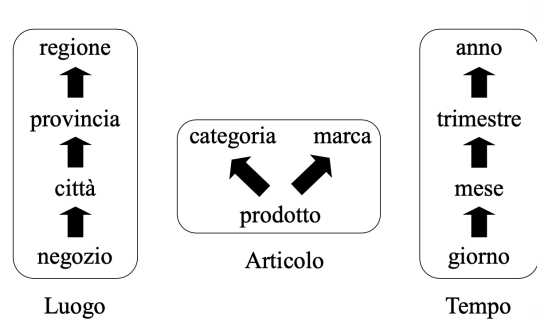 regione
provincia
città
negozio
Luogo
categoria marca
prodotto
Articolo
anno
trimestre
mese
giorno
Tempo